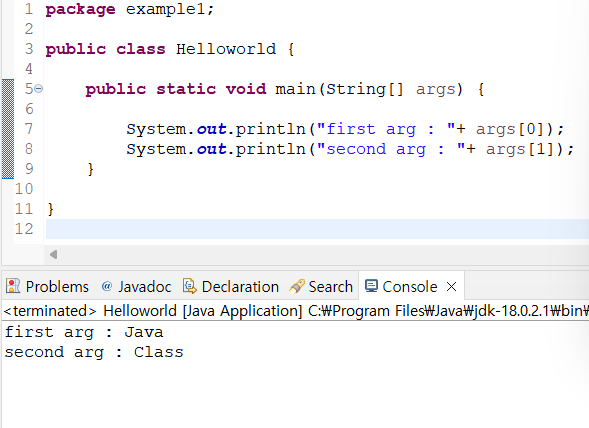 1 package example1;
2
3 public class Helloworld {
4
5 public static void main(String[] args) {
6
7 System.out.println("first arg : "+ args[0]);
8 System.out.println("second arg : "+ args[1]);
9 }
10
11 }
12
Problems @ Javadoc Declaration Search Console
<terminated> Helloworld [Java Application] C:₩Program Files₩Java₩jdk-18.0.2.1₩bin₩
first arg : Java
second arg : Class